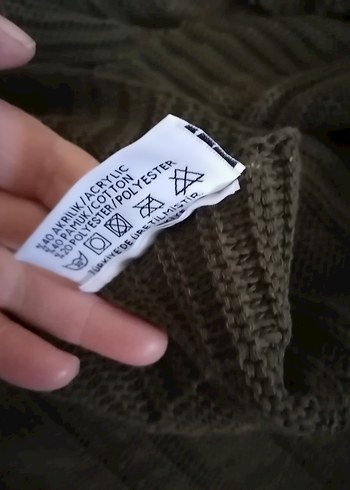 %40 AKRİLİK/ACRYLIC
%40 PAMUK/COTTON
%20 POLYESTER/POLYESTER
TÜRKİYE'DE ÜRETİLMİŞTİR